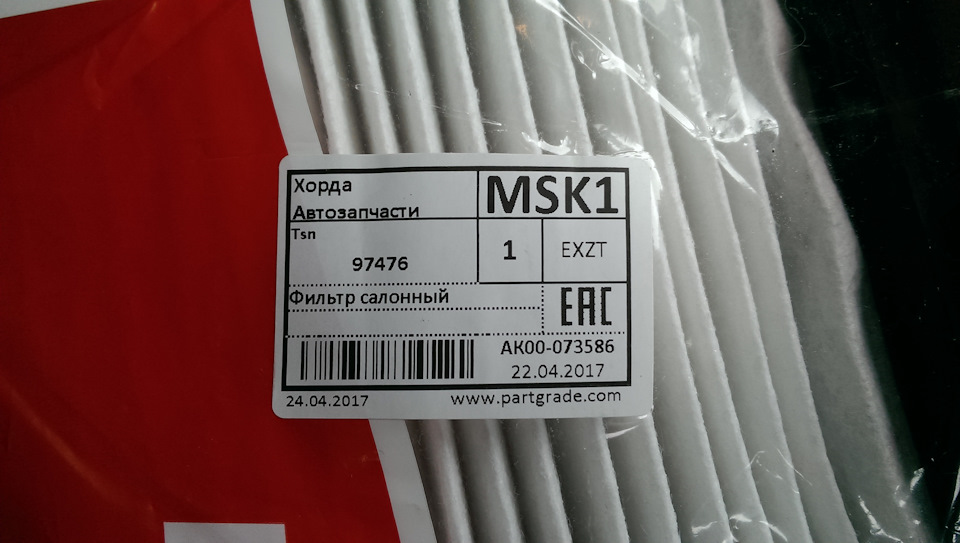 Хорда
MSK1
Автозапчасти
Tsn
97476
1
EXZT
Фильтр салонный
EAC
АК00-073586
22.04.2017
24.04.2017
www.partgrade.com